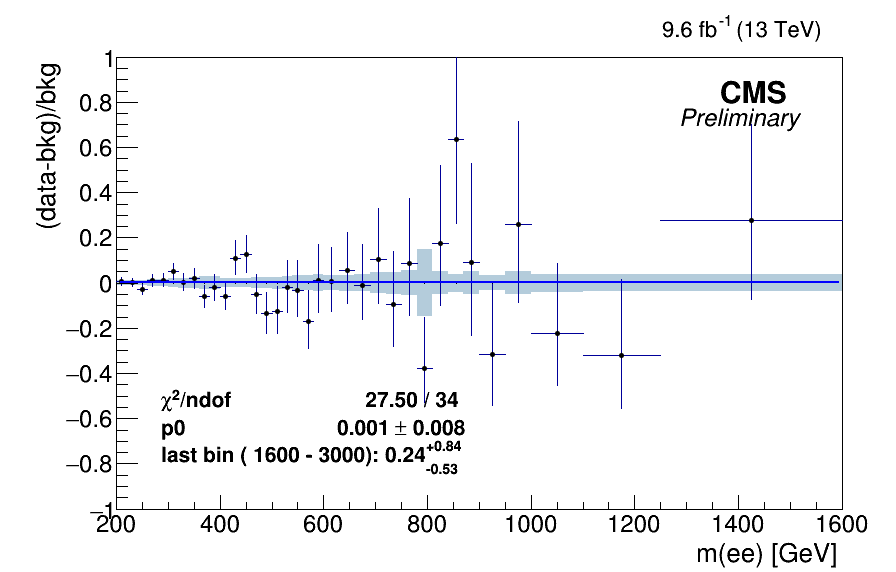 9.6 fb⁻¹ (13 TeV)
(data-bkg)/bkg
CMS
Preliminary
1
0.8
0.6
0.4
0.2
0
−0.2
−0.4
−0.6
−0.8
−1
χ²/ndof 27.50 / 34
p0 0.001 ± 0.008
last bin ( 1600 - 3000): 0.24 +0.84 -0.53
200 400 600 800 1000 1200 1400 1600
m(ee) [GeV]